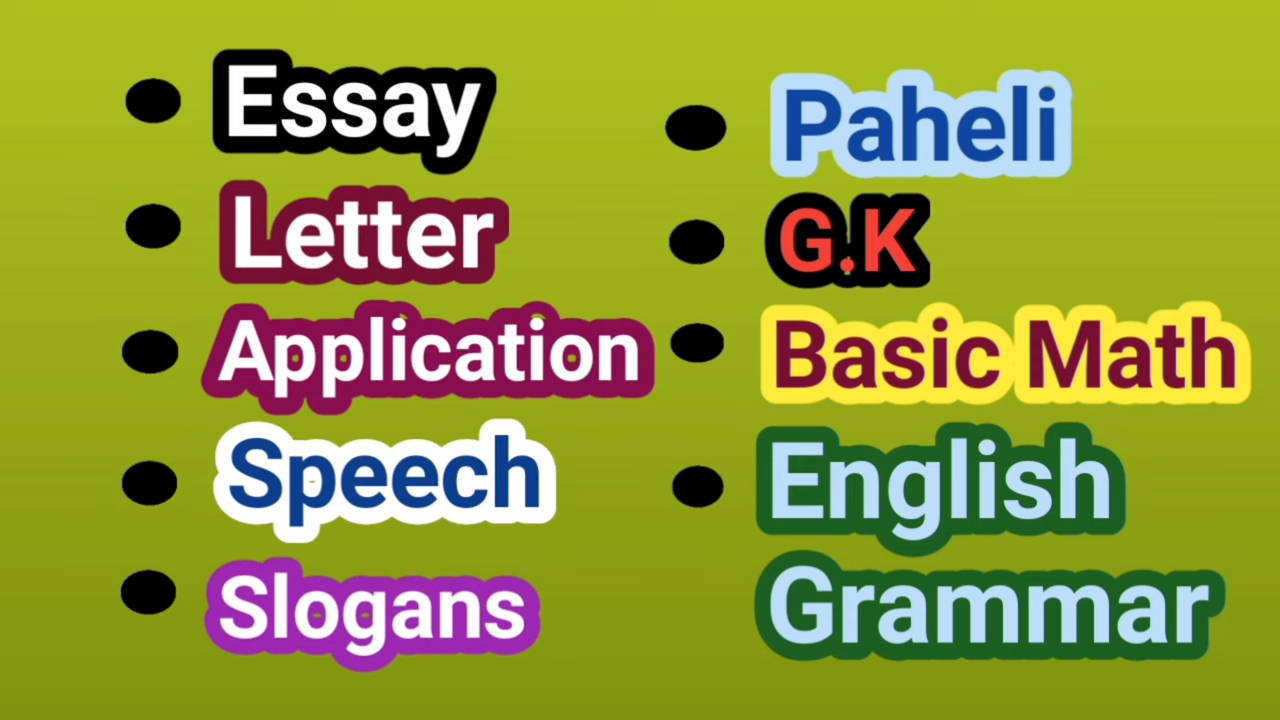 Essay
Letter
Application
Speech
Slogans
Paheli
G.K
Basic Math
English
Grammar